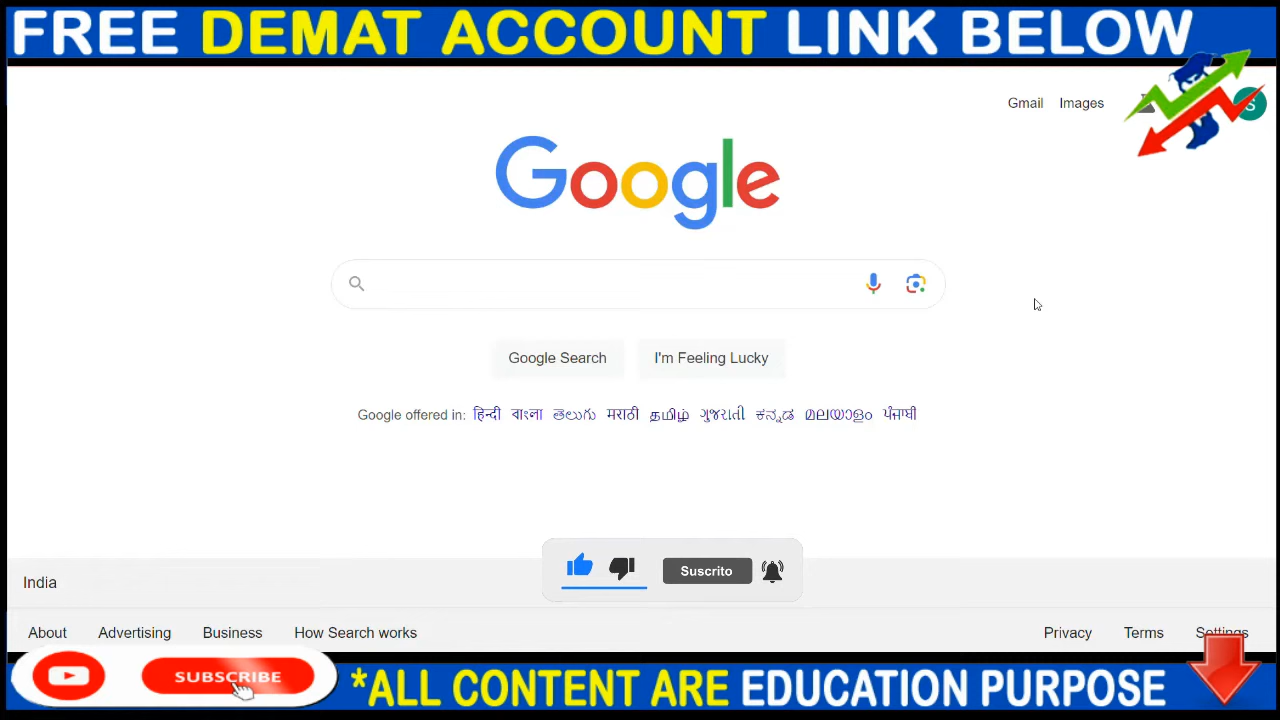 FREE DEMAT ACCOUNT LINK BELOW
Gmail Images
S
Google
Google Search I'm Feeling Lucky
Google offered in: हिन्दी বাংলা తెలుగు मराठी தமிழ் ગુજરાતી ಕನ್ನಡ മലയാളം ਪੰਜਾਬੀ
Suscrito
India
About Advertising Business How Search works Privacy Terms Settings
SUBSCRIBE
*ALL CONTENT ARE EDUCATION PURPOSE